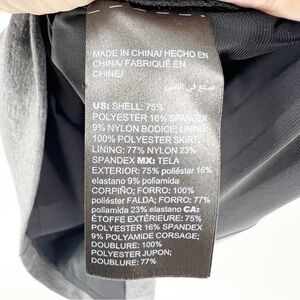 MADE IN CHINA/ HECHO EN
CHINA/ FABRIQUÉ EN
CHINE/
صنع في الصين
US: SHELL: 75%
POLYESTER 16% SPANDEX
9% NYLON BODICE; LINING:
100% POLYESTER SKIRT;
LINING: 77% NYLON 23%
SPANDEX MX: TELA
EXTERIOR: 75% poliéster 16%
elastano 9% poliamida
CORPIÑO; FORRO: 100%
poliéster FALDA; FORRO: 77%
poliamida 23% elastano CA:
ÉTOFFE EXTÉRIEURE: 75%
POLYESTER 16% SPANDEX
9% POLYAMIDE CORSAGE;
DOUBLURE: 100%
POLYESTER JUPON;
DOUBLURE: 77%